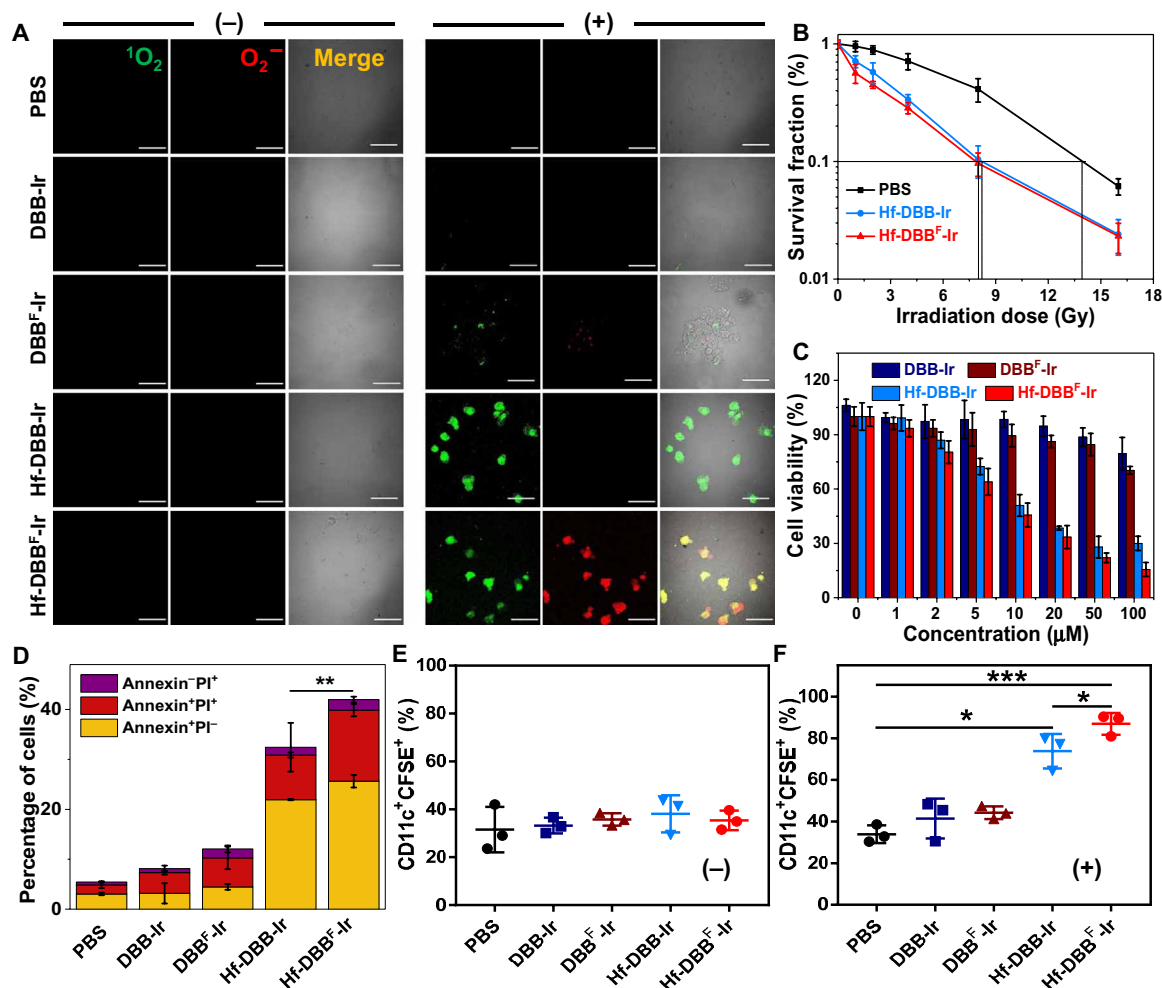 (–) (+)
A
¹O₂ O₂⁻ Merge
PBS
DBB-Ir
DBBᶠ-Ir
Hf-DBB-Ir
Hf-DBBᶠ-Ir
B
Survival fraction (%)
1
0.1
0.01
PBS
Hf-DBB-Ir
Hf-DBBᶠ-Ir
0 3 6 9 12 15 18
Irradiation dose (Gy)
C
Cell viability (%)
120
90
60
30
0
DBB-Ir DBBᶠ-Ir
Hf-DBB-Ir Hf-DBBᶠ-Ir
0 1 2 5 10 20 50 100
Concentration (μM)
D
Percentage of cells (%)
40
20
0
Annexin⁻PI⁺
Annexin⁺PI⁺
Annexin⁺PI⁻
**
PBS DBB-Ir DBBᶠ-Ir Hf-DBB-Ir Hf-DBBᶠ-Ir
E
CD11c⁺CFSE⁺ (%)
100
80
60
40
20
0
(–)
PBS DBB-Ir DBBᶠ-Ir Hf-DBB-Ir Hf-DBBᶠ-Ir
F
CD11c⁺CFSE⁺ (%)
100
80
60
40
20
0
***
*
*
(+)
PBS DBB-Ir DBBᶠ-Ir Hf-DBB-Ir Hf-DBBᶠ-Ir